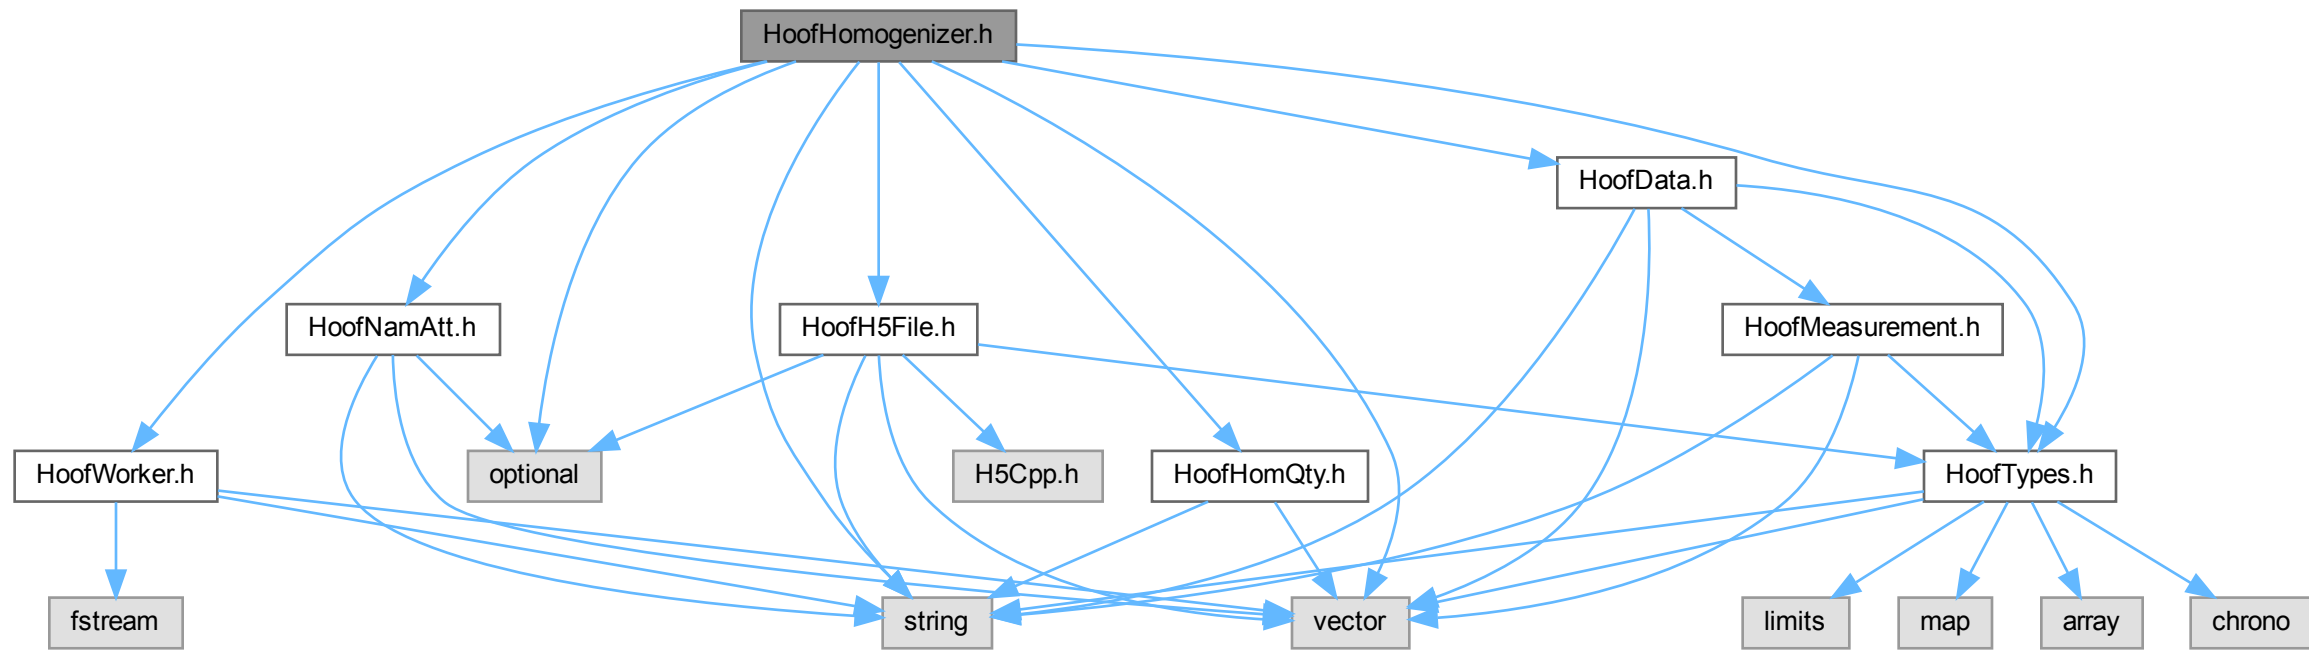 HoofHomogenizer.h
HoofData.h
HoofNamAtt.h
HoofH5File.h
HoofMeasurement.h
HoofWorker.h
optional
H5Cpp.h
HoofHomQty.h
HoofTypes.h
fstream
string
vector
limits
map
array
chrono